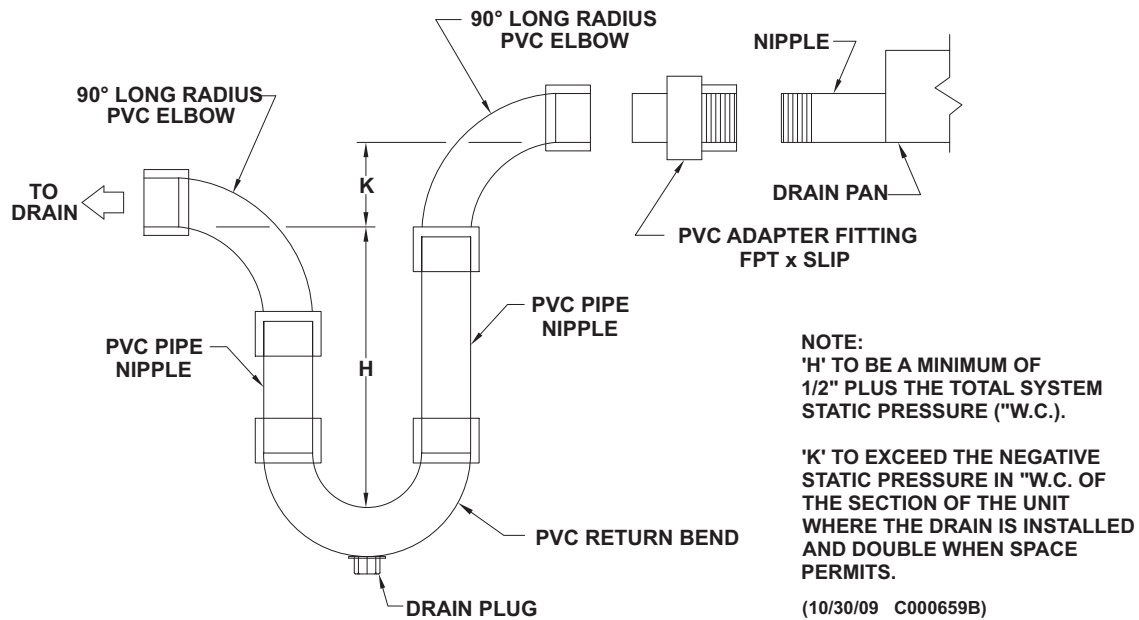 90° LONG RADIUS
PVC ELBOW
NIPPLE
90° LONG RADIUS
PVC ELBOW
K
TO
DRAIN
DRAIN PAN
PVC ADAPTER FITTING
FPT x SLIP
PVC PIPE
NIPPLE
PVC PIPE
NIPPLE
H
NOTE:
'H' TO BE A MINIMUM OF
1/2" PLUS THE TOTAL SYSTEM
STATIC PRESSURE ("W.C.).
'K' TO EXCEED THE NEGATIVE
STATIC PRESSURE IN "W.C. OF
THE SECTION OF THE UNIT
WHERE THE DRAIN IS INSTALLED
AND DOUBLE WHEN SPACE
PERMITS.
PVC RETURN BEND
DRAIN PLUG
(10/30/09 C000659B)